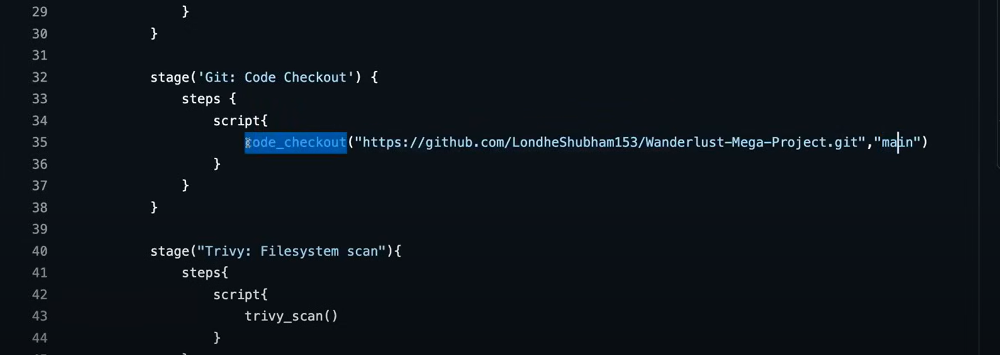 29 }
30 }
31
32 stage('Git: Code Checkout') {
33 steps {
34 script{
35 code_checkout("https://github.com/LondheShubham153/Wanderlust-Mega-Project.git","main")
36 }
37 }
38 }
39
40 stage("Trivy: Filesystem scan"){
41 steps{
42 script{
43 trivy_scan()
44 }